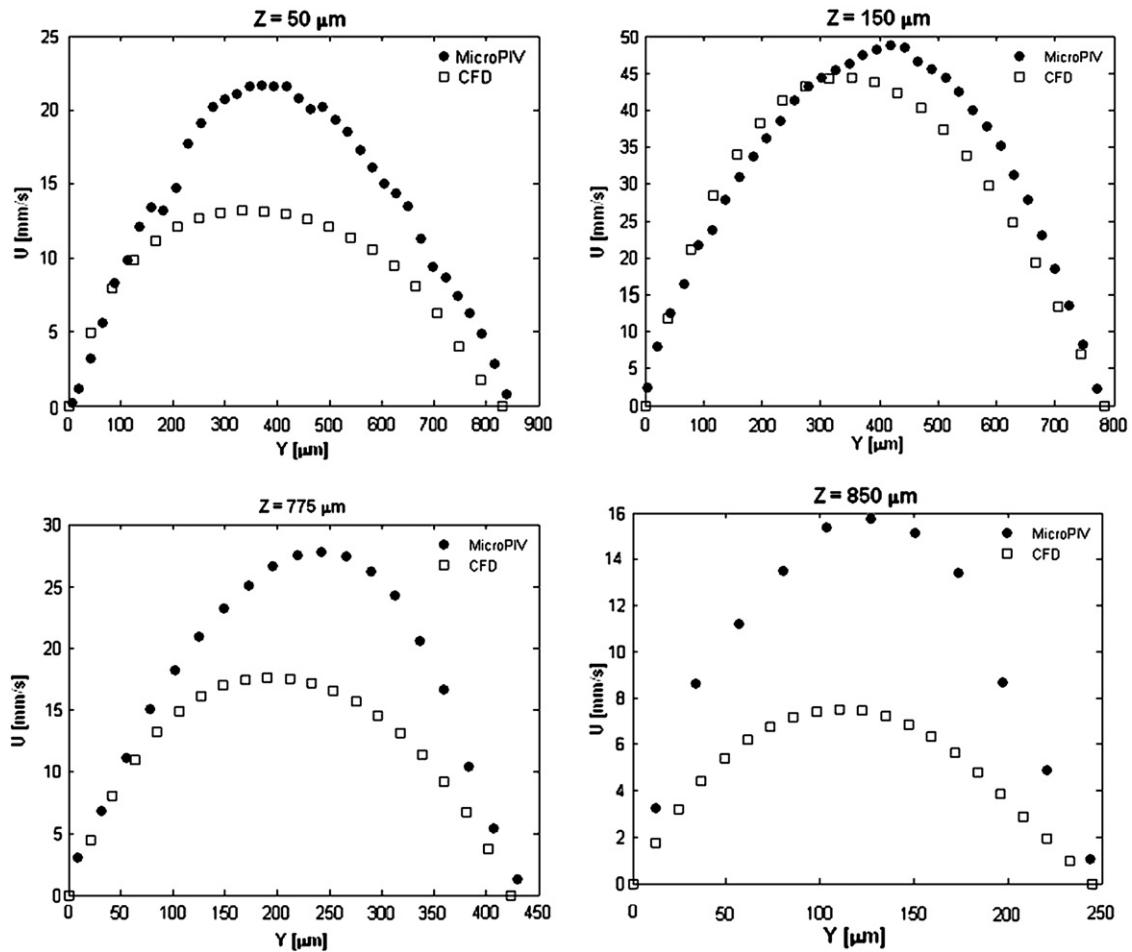 Z = 50 µm
25
20
15
10
5
0
U [mm/s]
MicroPIV
CFD
0 100 200 300 400 500 600 700 800 900
Y [µm]
Z = 150 µm
50
45
40
35
30
25
20
15
10
5
0
U [mm/s]
MicroPIV
CFD
0 100 200 300 400 500 600 700 800
Y [µm]
Z = 775 µm
30
25
20
15
10
5
0
U [mm/s]
MicroPIV
CFD
0 50 100 150 200 250 300 350 400 450
Y [µm]
Z = 850 µm
16
14
12
10
8
6
4
2
0
U [mm/s]
MicroPIV
CFD
0 50 100 150 200 250
Y [µm]